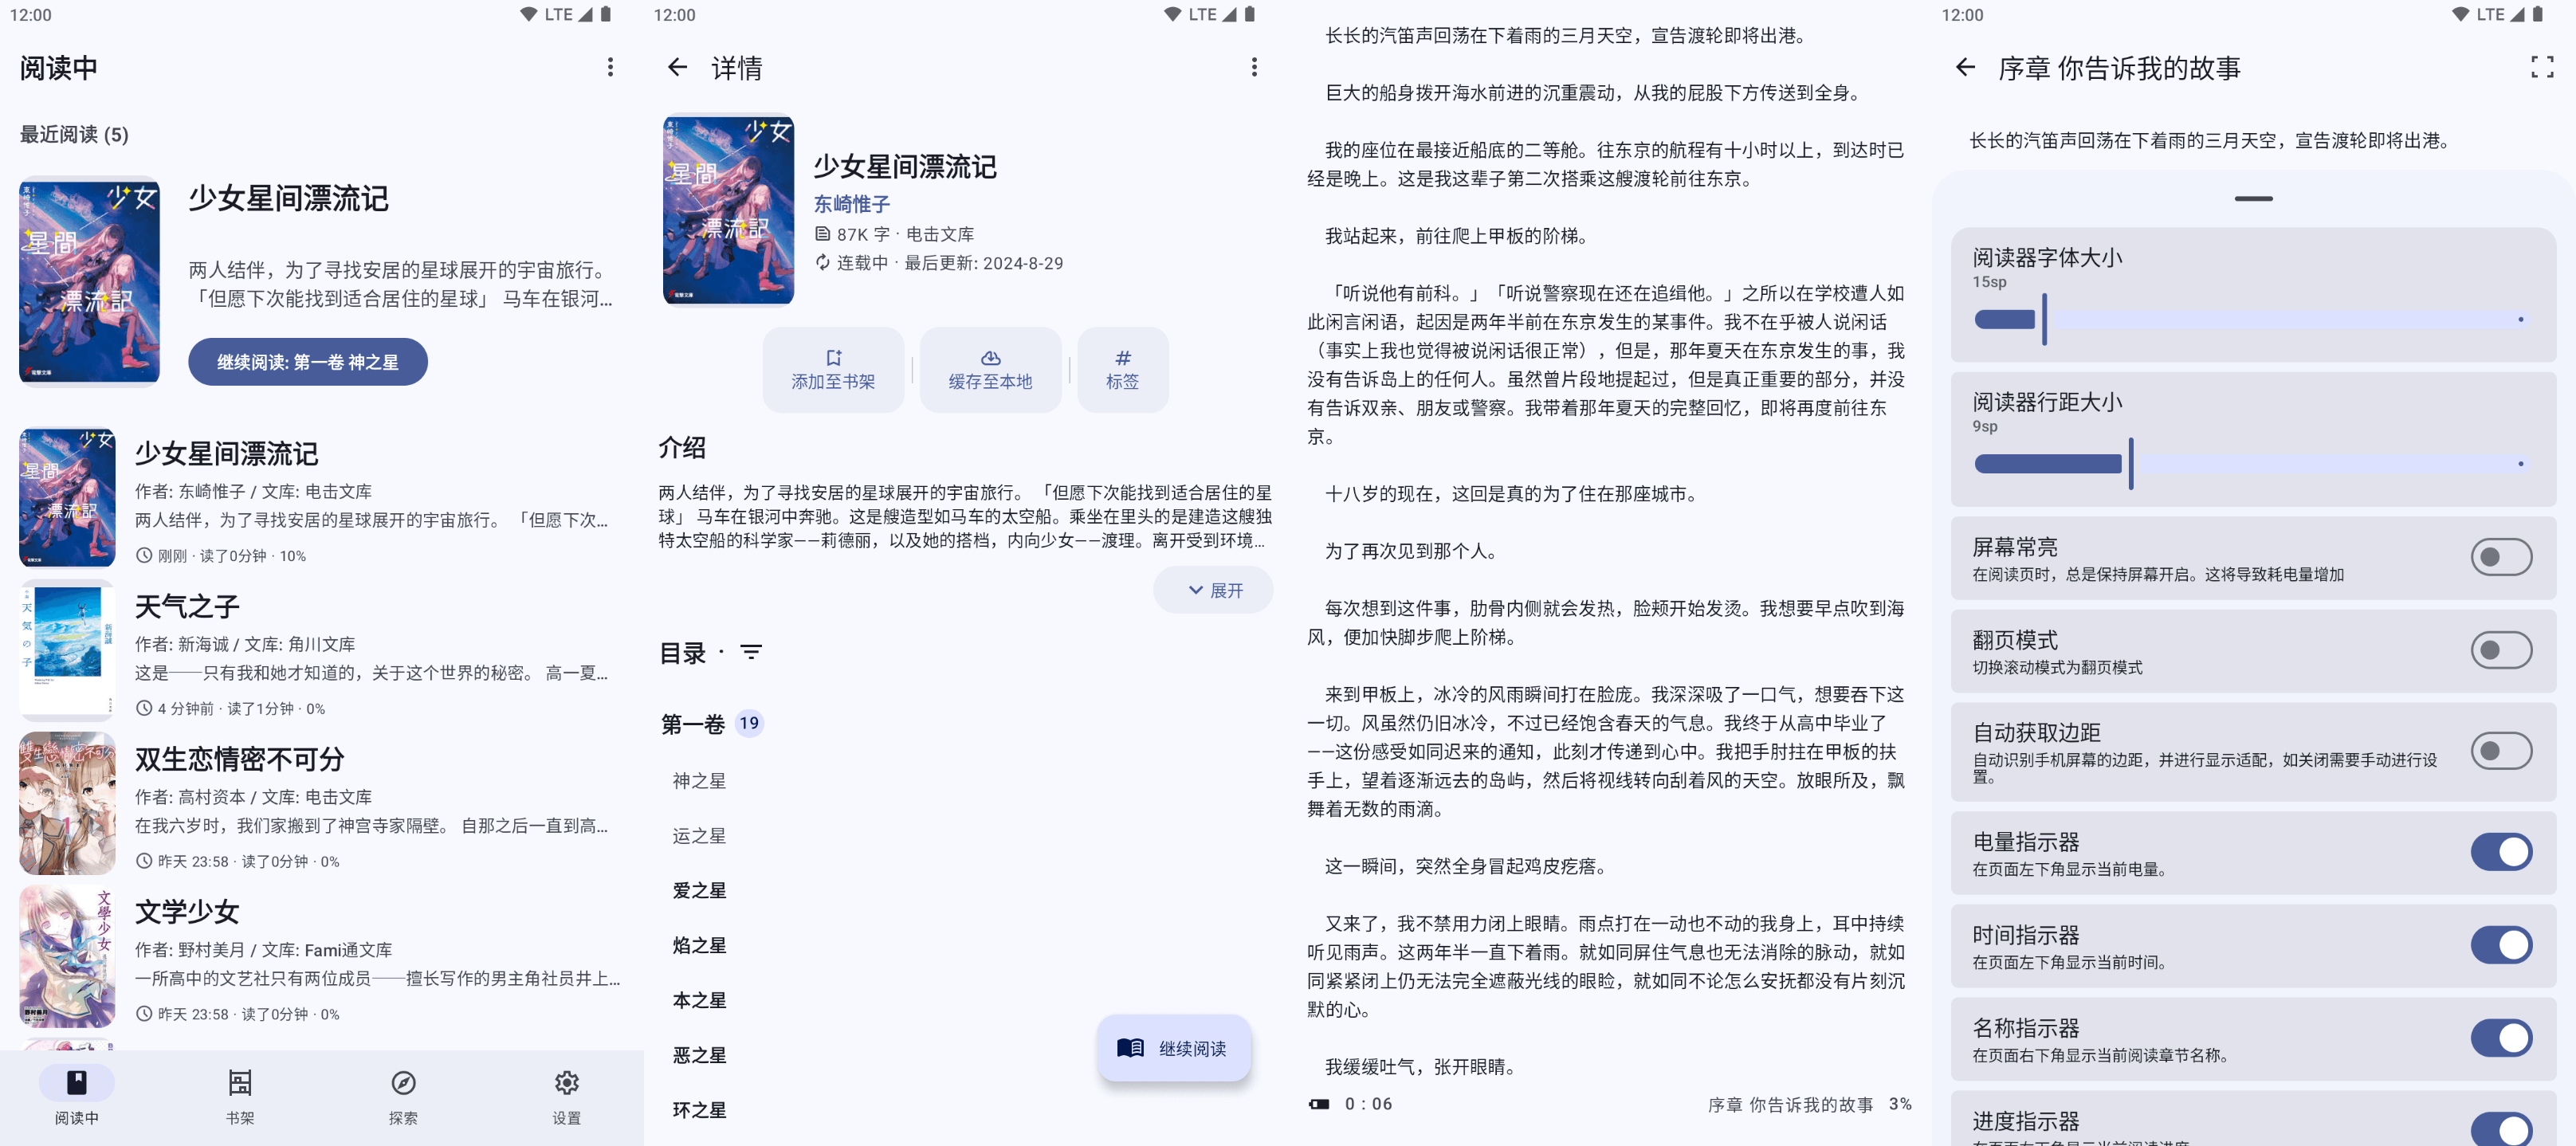 12:00
LTE
阅读中
最近阅读 (5)
少女
星間
漂流記
東崎惟子
電撃文庫
少女星间漂流记
两人结伴，为了寻找安居的星球展开的宇宙旅行。
「但愿下次能找到适合居住的星球」 马车在银河...
继续阅读: 第一卷 神之星
少女
星間
漂流記
少女星间漂流记
作者: 东崎惟子 / 文库: 电击文库
两人结伴，为了寻找安居的星球展开的宇宙旅行。 「但愿下次...
刚刚 · 读了0分钟 · 10%
天気の子
新海誠
天气之子
作者: 新海诚 / 文库: 角川文库
这是——只有我和她才知道的，关于这个世界的秘密。 高一夏...
4 分钟前 · 读了1分钟 · 0%
双生恋情密不可分
作者: 高村资本 / 文库: 电击文库
在我六岁时，我们家搬到了神宫寺家隔壁。 自那之后一直到高...
昨天 23:58 · 读了0分钟 · 0%
文學少女
野村美月
文学少女
作者: 野村美月 / 文库: Fami通文库
一所高中的文艺社只有两位成员——擅长写作的男主角社员井上...
昨天 23:58 · 读了0分钟 · 0%
阅读中
书架
探索
设置
12:00
LTE
详情
少女
星間
漂流記
東崎惟子
電撃文庫
少女星间漂流记
东崎惟子
87K 字 · 电击文库
连载中 · 最后更新: 2024-8-29
添加至书架
缓存至本地
标签
介绍
两人结伴，为了寻找安居的星球展开的宇宙旅行。 「但愿下次能找到适合居住的星
球」 马车在银河中奔驰。这是艘造型如马车的太空船。乘坐在里头的是建造这艘独
特太空船的科学家——莉德丽，以及她的搭档，内向少女——渡理。离开受到环境...
展开
目录 ·
第一卷 19
神之星
运之星
爱之星
焰之星
本之星
恶之星
环之星
继续阅读
长长的汽笛声回荡在下着雨的三月天空，宣告渡轮即将出港。
巨大的船身拨开海水前进的沉重震动，从我的屁股下方传送到全身。
我的座位在最接近船底的二等舱。往东京的航程有十小时以上，到达时已
经是晚上。这是我这辈子第二次搭乘这艘渡轮前往东京。
我站起来，前往爬上甲板的阶梯。
「听说他有前科。」「听说警察现在还在追缉他。」之所以在学校遭人如
此闲言闲语，起因是两年半前在东京发生的某事件。我不在乎被人说闲话
（事实上我也觉得被说闲话很正常），但是，那年夏天在东京发生的事，我
没有告诉岛上的任何人。虽然曾片段地提起过，但是真正重要的部分，并没
有告诉双亲、朋友或警察。我带着那年夏天的完整回忆，即将再度前往东
京。
十八岁的现在，这回是真的为了住在那座城市。
为了再次见到那个人。
每次想到这件事，肋骨内侧就会发热，脸颊开始发烫。我想要早点吹到海
风，便加快脚步爬上阶梯。
来到甲板上，冰冷的风雨瞬间打在脸庞。我深深吸了一口气，想要吞下这
一切。风虽然仍旧冰冷，不过已经饱含春天的气息。我终于从高中毕业了
——这份感受如同迟来的通知，此刻才传递到心中。我把手肘拄在甲板的扶
手上，望着逐渐远去的岛屿，然后将视线转向刮着风的天空。放眼所及，飘
舞着无数的雨滴。
这一瞬间，突然全身冒起鸡皮疙瘩。
又来了，我不禁用力闭上眼睛。雨点打在一动也不动的我身上，耳中持续
听见雨声。这两年半一直下着雨。就如同屏住气息也无法消除的脉动，就如
同紧紧闭上仍无法完全遮蔽光线的眼睑，就如同不论怎么安抚都没有片刻沉
默的心。
我缓缓吐气，张开眼睛。
0 : 06
序章 你告诉我的故事 3%
12:00
LTE
序章 你告诉我的故事
长长的汽笛声回荡在下着雨的三月天空，宣告渡轮即将出港。
阅读器字体大小
15sp
阅读器行距大小
9sp
屏幕常亮
在阅读页时，总是保持屏幕开启。这将导致耗电量增加
翻页模式
切换滚动模式为翻页模式
自动获取边距
自动识别手机屏幕的边距，并进行显示适配，如关闭需要手动进行设
置。
电量指示器
在页面左下角显示当前电量。
时间指示器
在页面左下角显示当前时间。
名称指示器
在页面右下角显示当前阅读章节名称。
进度指示器